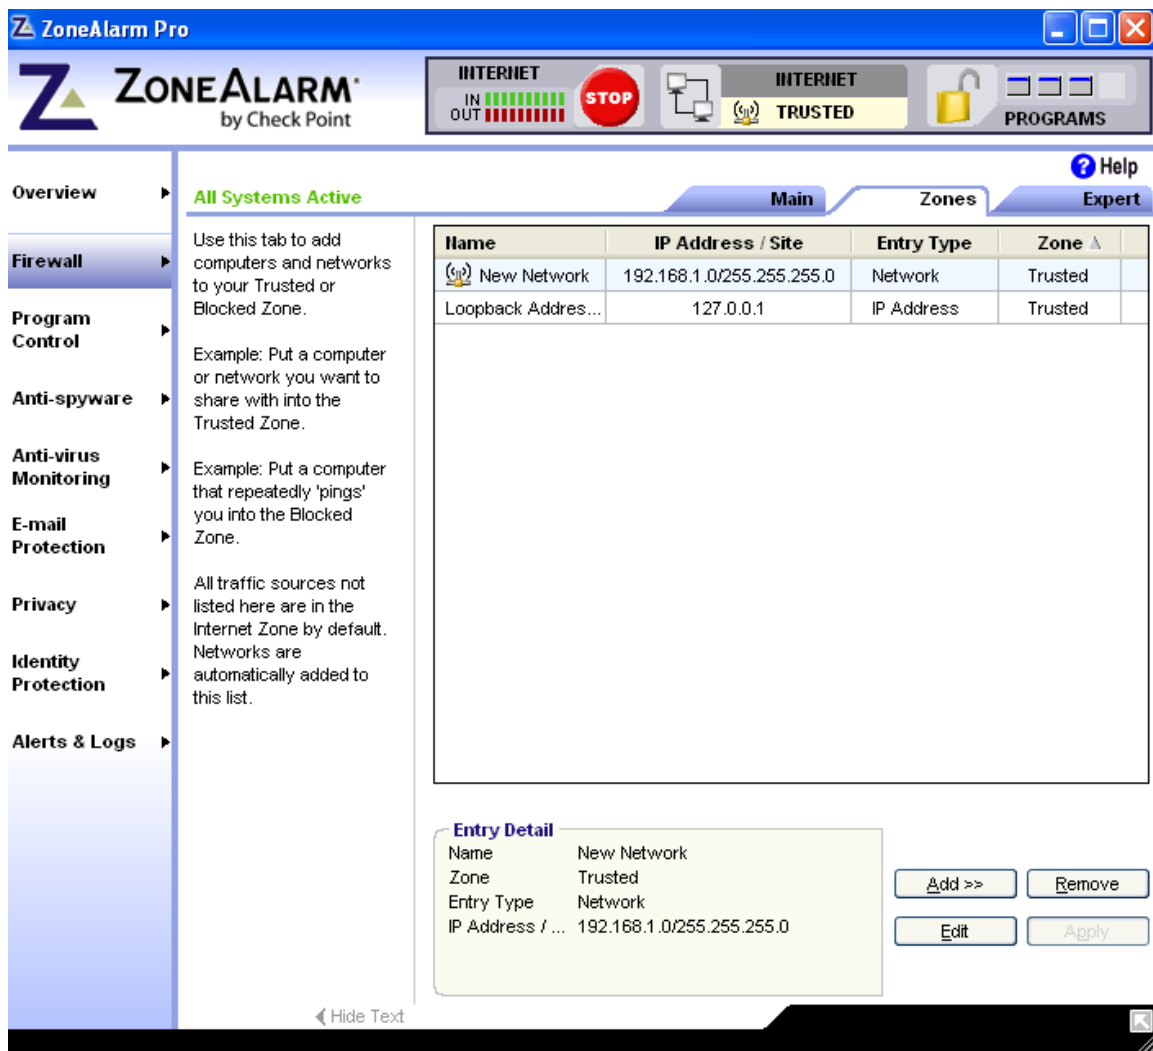 ZoneAlarm Pro
ZONEALARM
by Check Point
INTERNET
IN
OUT
STOP
INTERNET
TRUSTED
PROGRAMS
Help
Overview
Firewall
Program
Control
Anti-spyware
Anti-virus
Monitoring
E-mail
Protection
Privacy
Identity
Protection
Alerts & Logs
All Systems Active
Main
Zones
Expert
Use this tab to add
computers and networks
to your Trusted or
Blocked Zone.
Example: Put a computer
or network you want to
share with into the
Trusted Zone.
Example: Put a computer
that repeatedly 'pings'
you into the Blocked
Zone.
All traffic sources not
listed here are in the
Internet Zone by default.
Networks are
automatically added to
this list.
Name IP Address / Site Entry Type Zone
New Network 192.168.1.0/255.255.255.0 Network Trusted
Loopback Addres... 127.0.0.1 IP Address Trusted
Entry Detail
Name New Network
Zone Trusted
Entry Type Network
IP Address / ... 192.168.1.0/255.255.255.0
Add >>
Remove
Edit
Apply
Hide Text